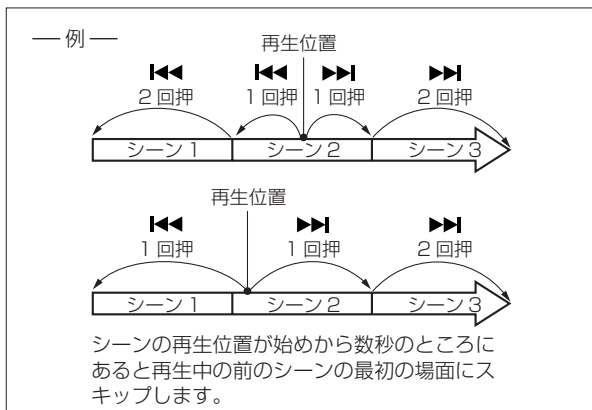 — 例 —
再生位置
2 回押 1 回押 1 回押 2 回押
シーン 1 シーン 2 シーン 3
再生位置
1 回押 1 回押 2 回押
シーン 1 シーン 2 シーン 3
シーンの再生位置が始めから数秒のところに
あると再生中の前のシーンの最初の場面にス
キップします。